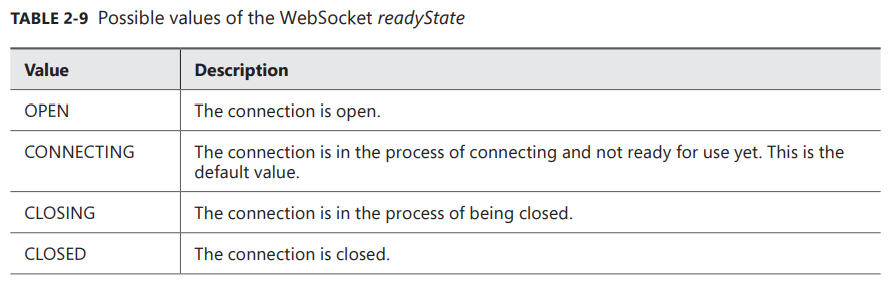 TABLE 2-9 Possible values of the WebSocket readyState
Value Description
OPEN The connection is open.
CONNECTING The connection is in the process of connecting and not ready for use yet. This is the
default value.
CLOSING The connection is in the process of being closed.
CLOSED The connection is closed.